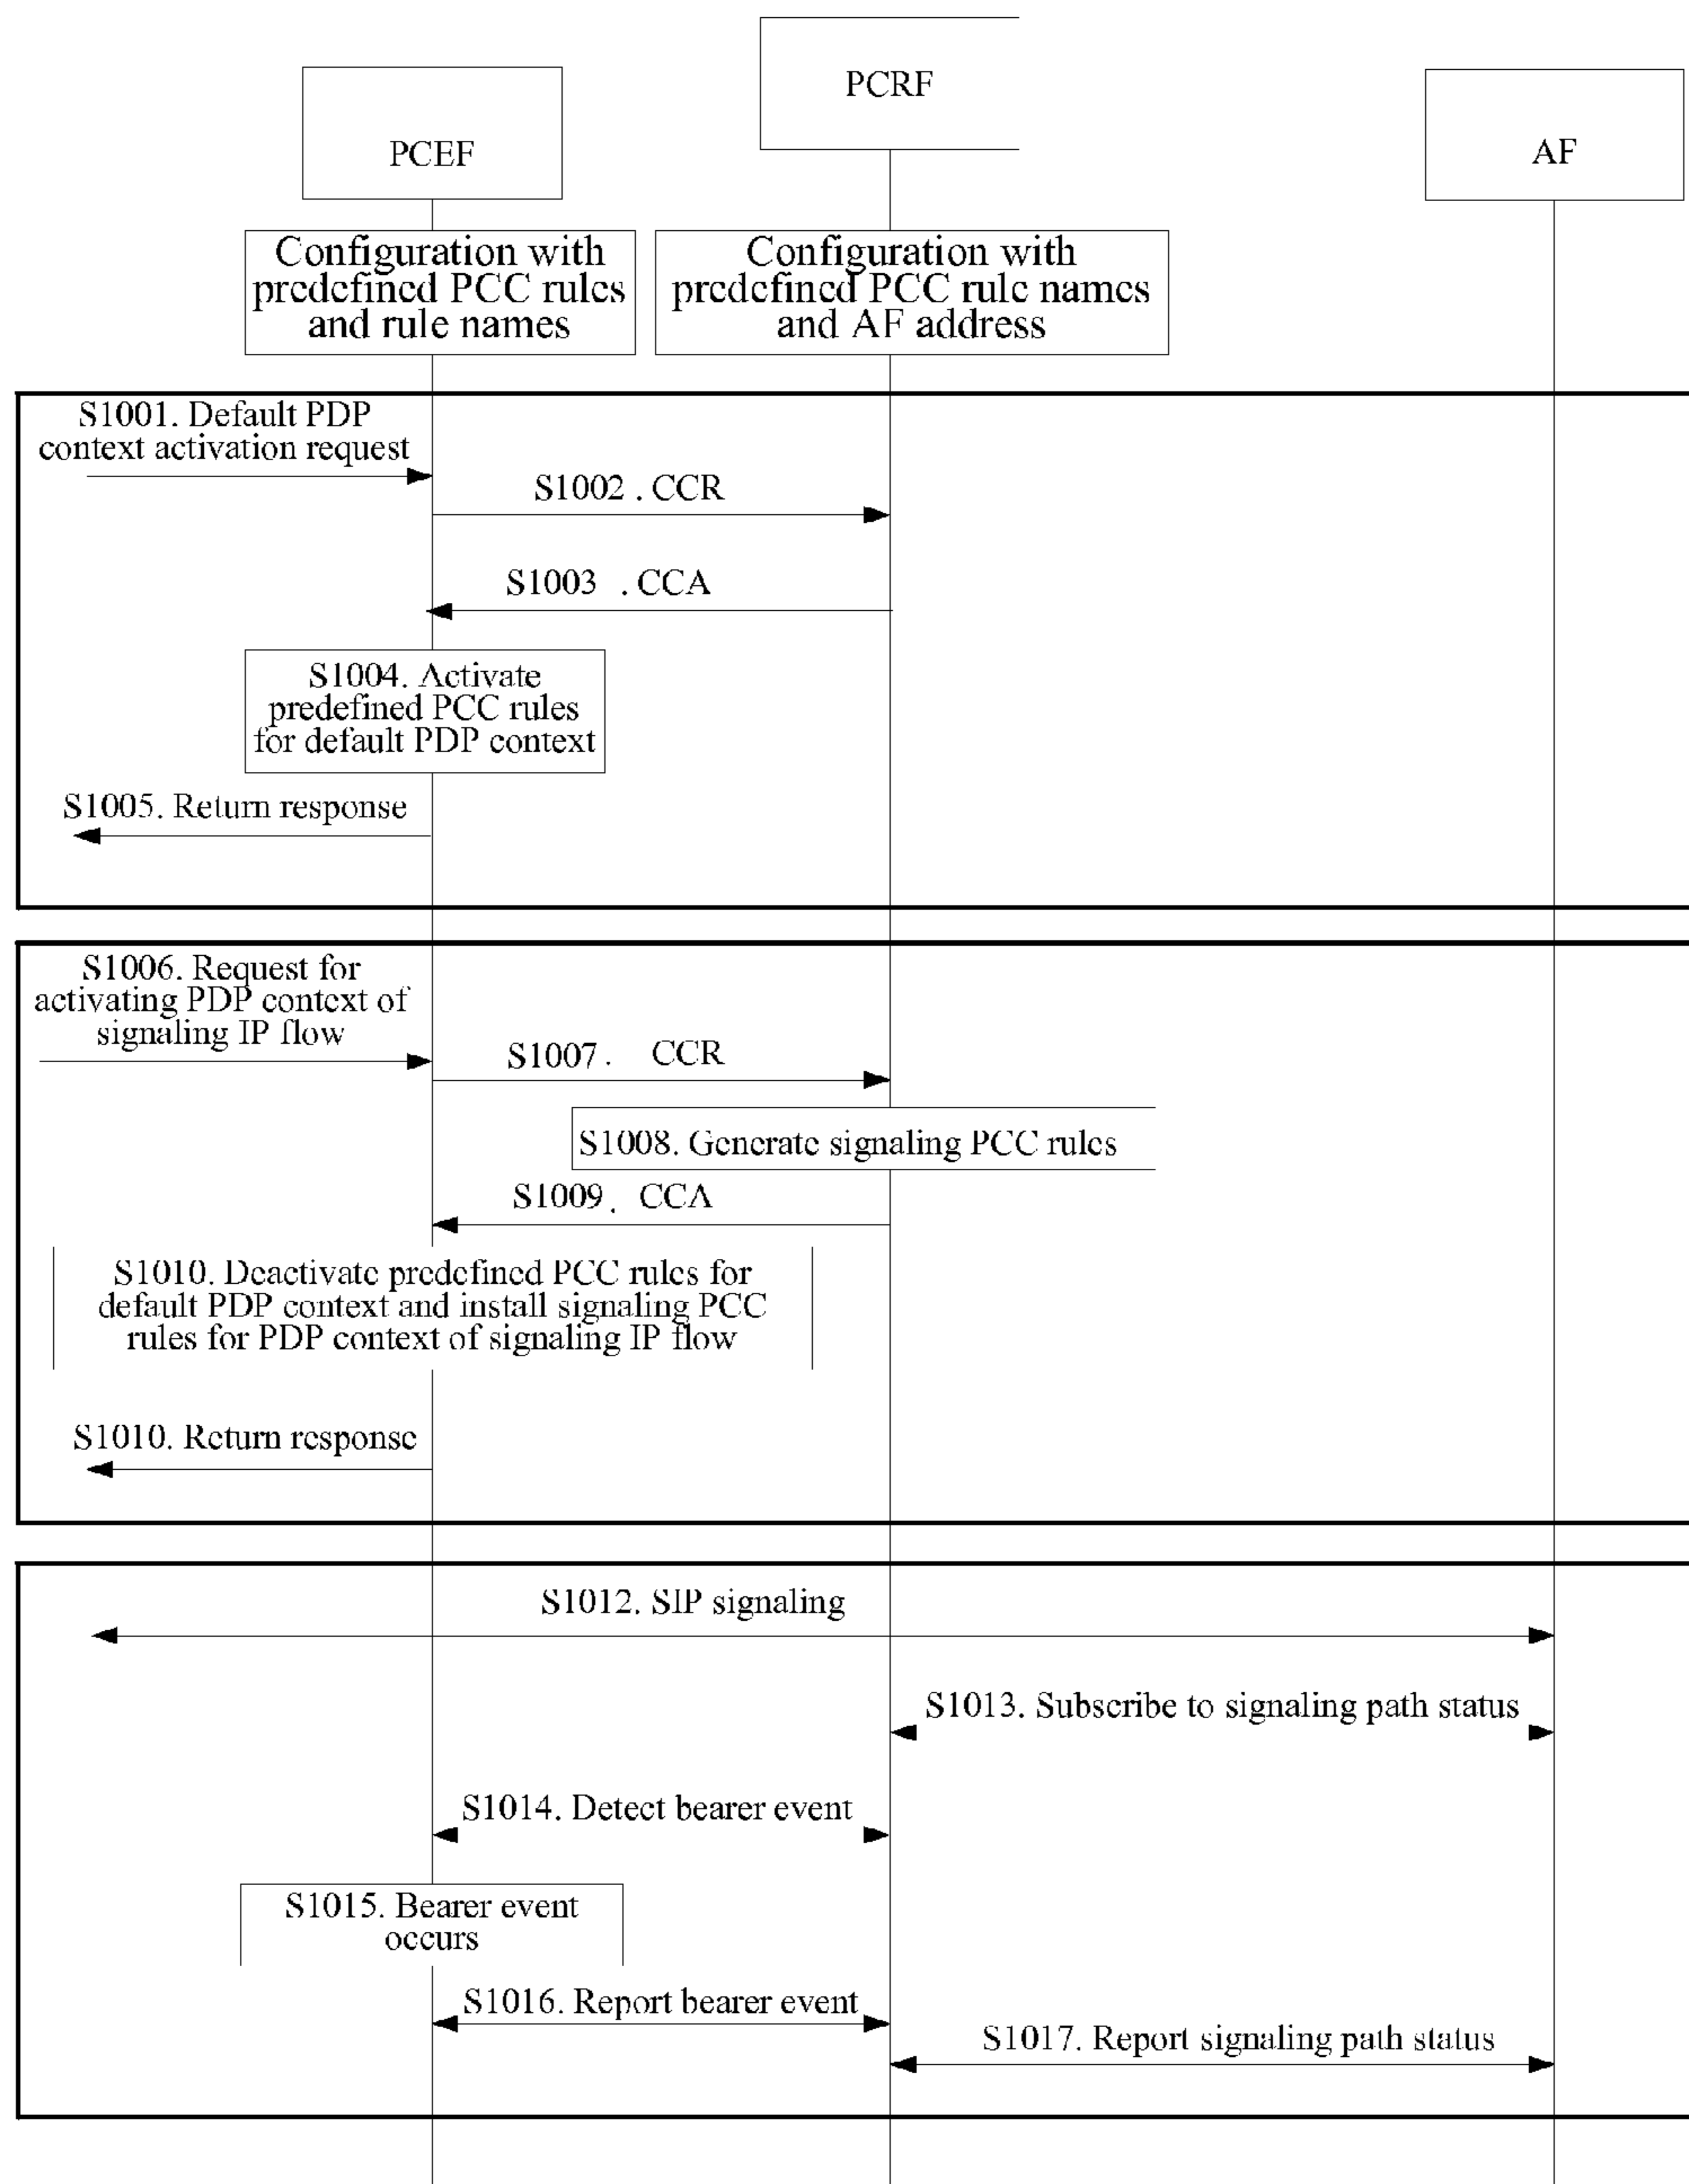 PCRF
PCEF
AF
Configuration with
predefined PCC rules
and rule names
Configuration with
predefined PCC rule names
and AF address
S1001. Default PDP
context activation request
S1002 . CCR
S1003 . CCA
S1004. Activate
predefined PCC rules
for default PDP context
S1005. Return response
S1006. Request for
activating PDP context of
signaling IP flow
S1007. CCR
S1008. Generate signaling PCC rules
S1009. CCA
S1010. Deactivate predefined PCC rules for
default PDP context and install signaling PCC
rules for PDP context of signaling IP flow
S1010. Return response
S1012. SIP signaling
S1013. Subscribe to signaling path status
S1014. Detect bearer event
S1015. Bearer event
occurs
S1016. Report bearer event
S1017. Report signaling path status